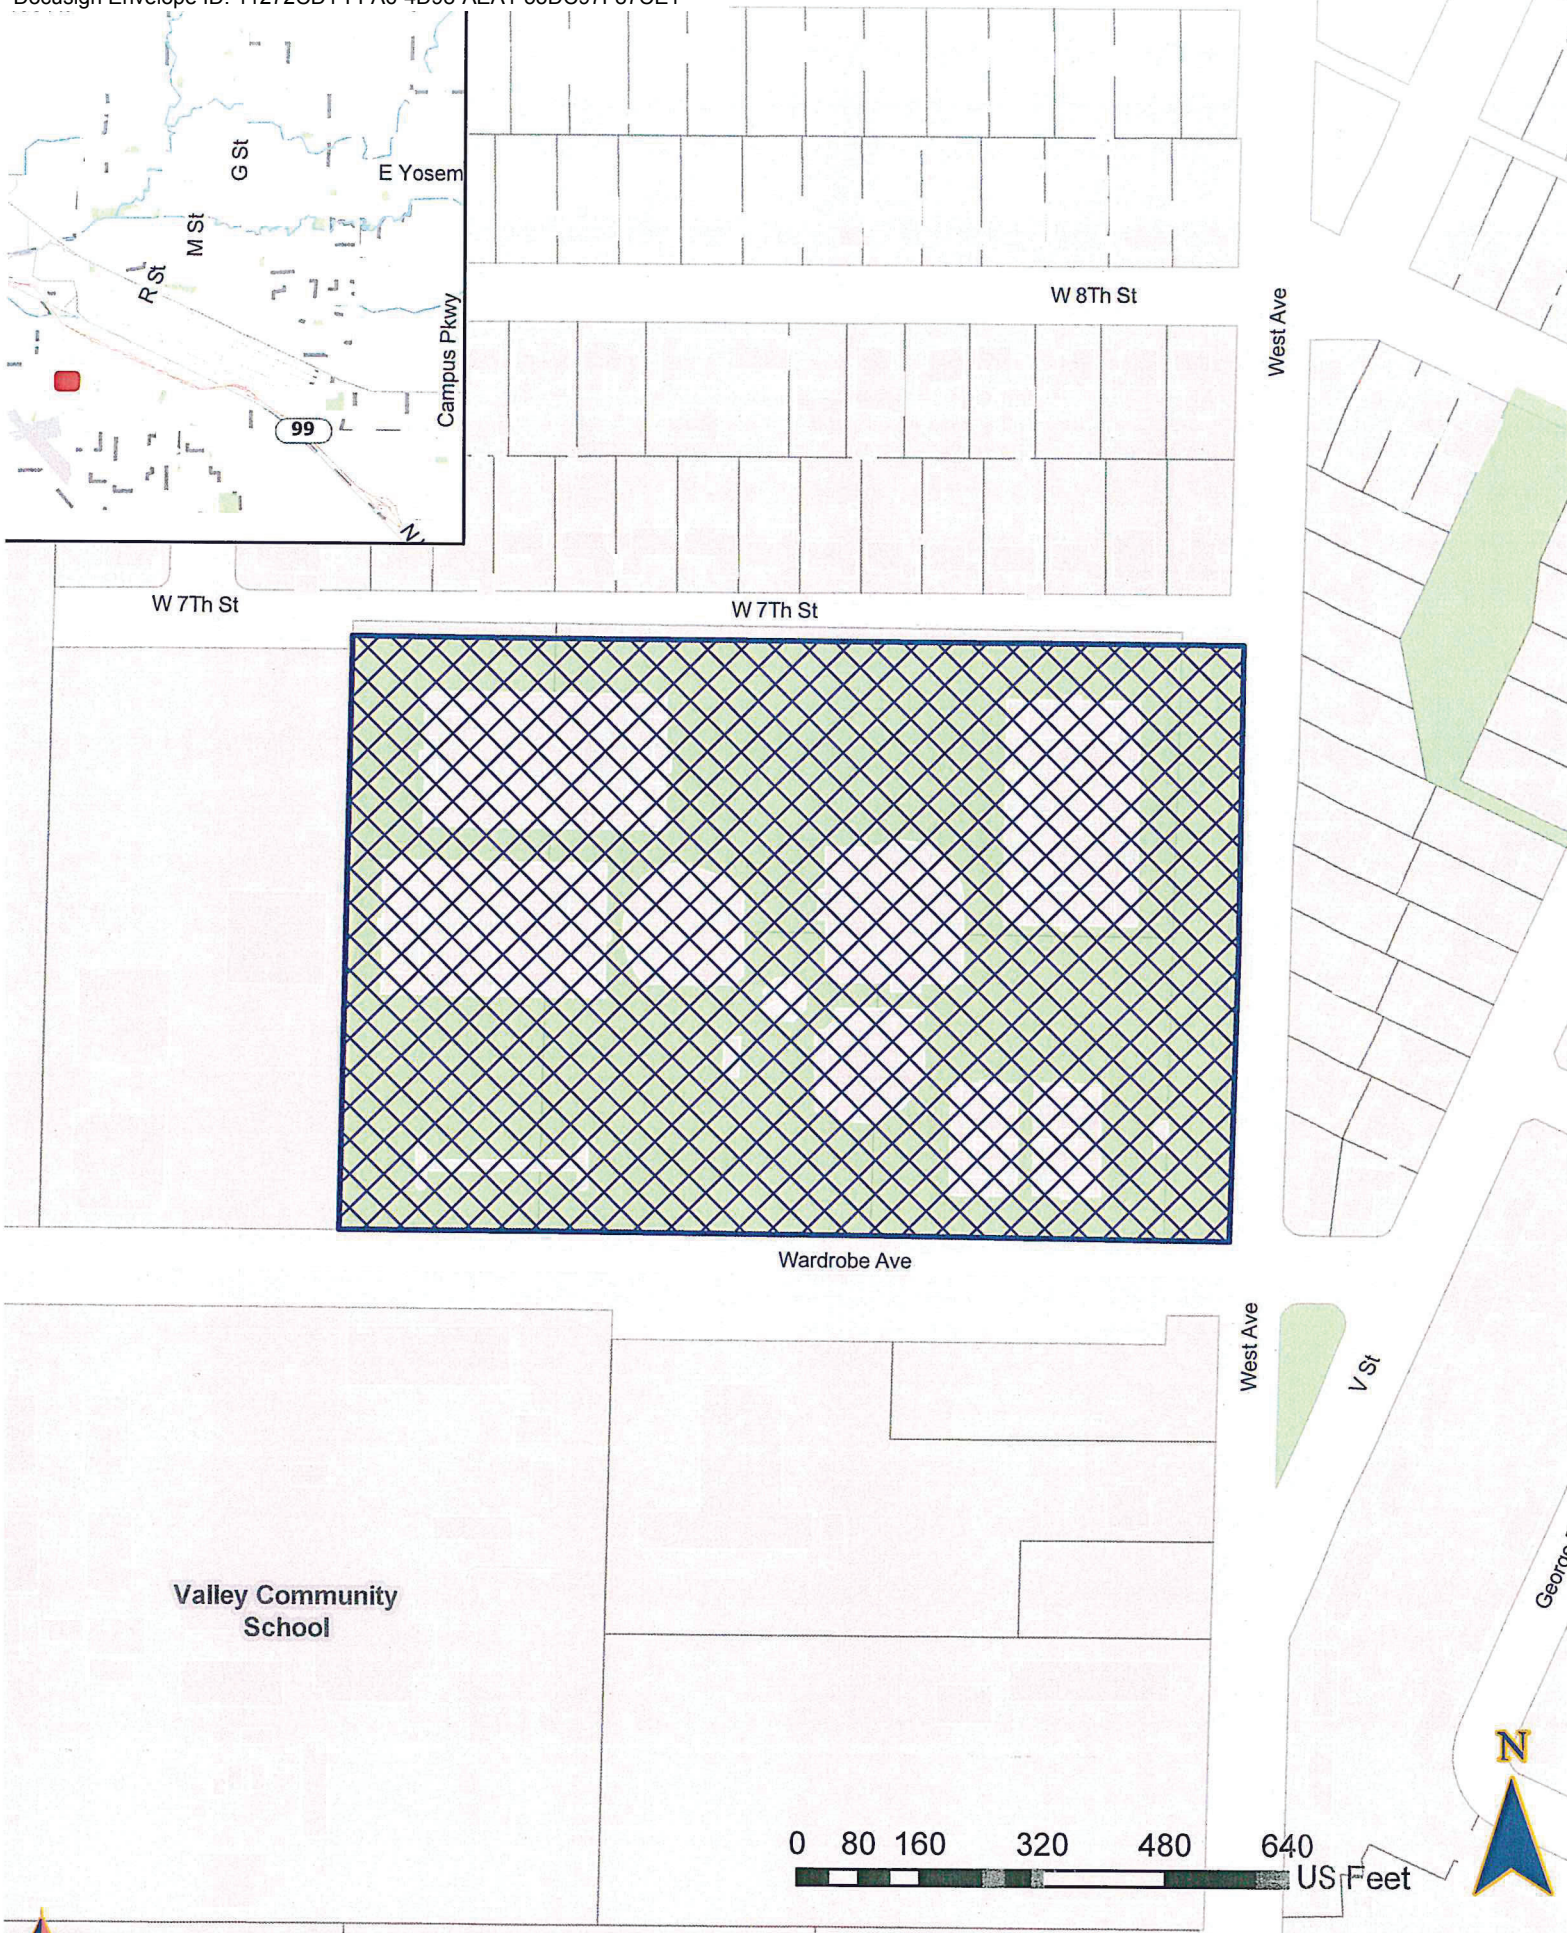 G St
E Yosem
M St
R St
Campus Pkwy
99
W 8Th St
West Ave
W 7Th St
W 7Th St
Wardrobe Ave
West Ave
V St
Valley Community
School
N
0 80 160 320 480 640
US Feet